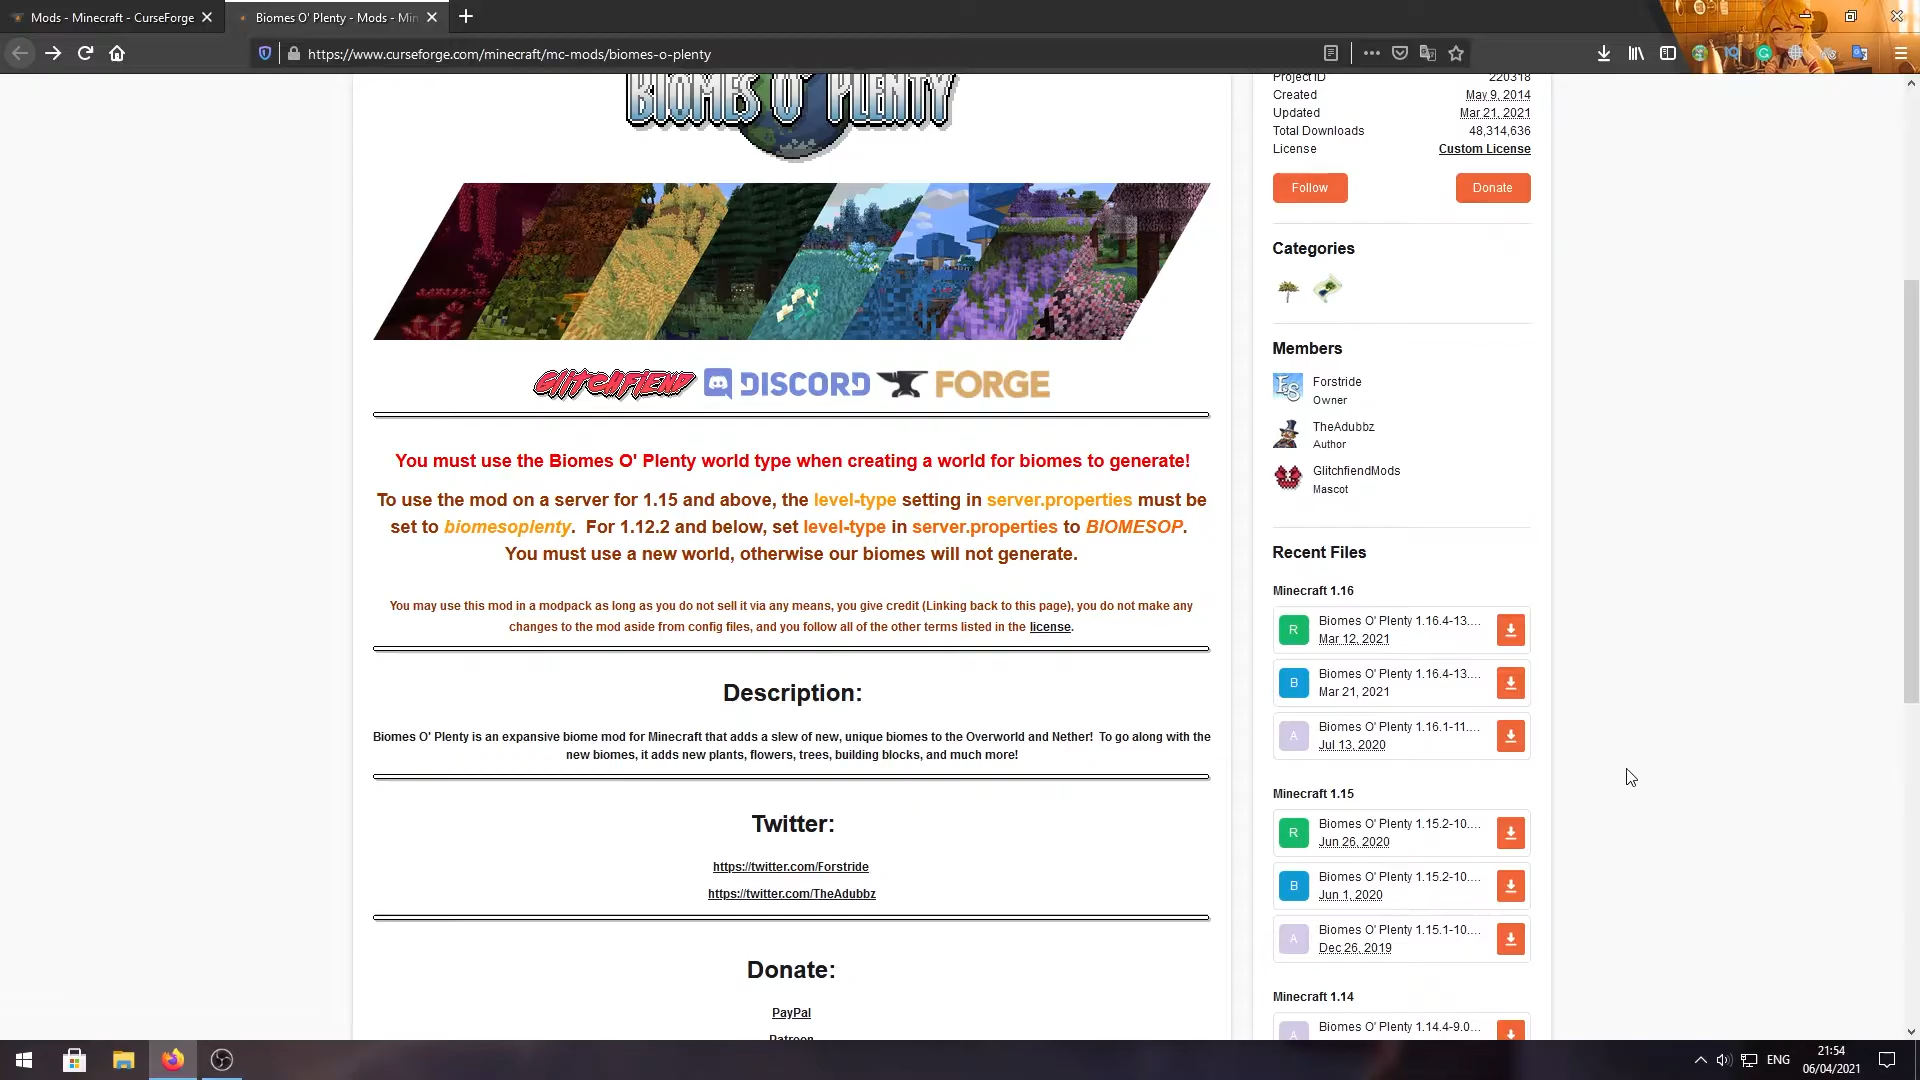 Mods - Minecraft - CurseForge
Biomes O' Plenty - Mods - Min
https://www.curseforge.com/minecraft/mc-mods/biomes-o-plenty
BIOMES O' PLENTY
Project ID 220318
Created May 9, 2014
Updated Mar 21, 2021
Total Downloads 48,314,636
License Custom License
Follow Donate
Categories
GLITCHFIEND DISCORD FORGE
Members
Forstride
Owner
TheAdubbz
Author
GlitchfiendMods
Mascot
You must use the Biomes O' Plenty world type when creating a world for biomes to generate!
To use the mod on a server for 1.15 and above, the level-type setting in server.properties must be
set to biomesoplenty. For 1.12.2 and below, set level-type in server.properties to BIOMESOP.
You must use a new world, otherwise our biomes will not generate.
You may use this mod in a modpack as long as you do not sell it via any means, you give credit (Linking back to this page), you do not make any
changes to the mod aside from config files, and you follow all of the other terms listed in the license.
Description:
Biomes O' Plenty is an expansive biome mod for Minecraft that adds a slew of new, unique biomes to the Overworld and Nether! To go along with the
new biomes, it adds new plants, flowers, trees, building blocks, and much more!
Twitter:
https://twitter.com/Forstride
https://twitter.com/TheAdubbz
Donate:
PayPal
Patreon
Recent Files
Minecraft 1.16
R Biomes O' Plenty 1.16.4-13....
Mar 12, 2021
B Biomes O' Plenty 1.16.4-13....
Mar 21, 2021
A Biomes O' Plenty 1.16.1-11....
Jul 13, 2020
Minecraft 1.15
R Biomes O' Plenty 1.15.2-10....
Jun 26, 2020
B Biomes O' Plenty 1.15.2-10....
Jun 1, 2020
A Biomes O' Plenty 1.15.1-10....
Dec 26, 2019
Minecraft 1.14
A Biomes O' Plenty 1.14.4-9.0...
ENG
21:54
06/04/2021